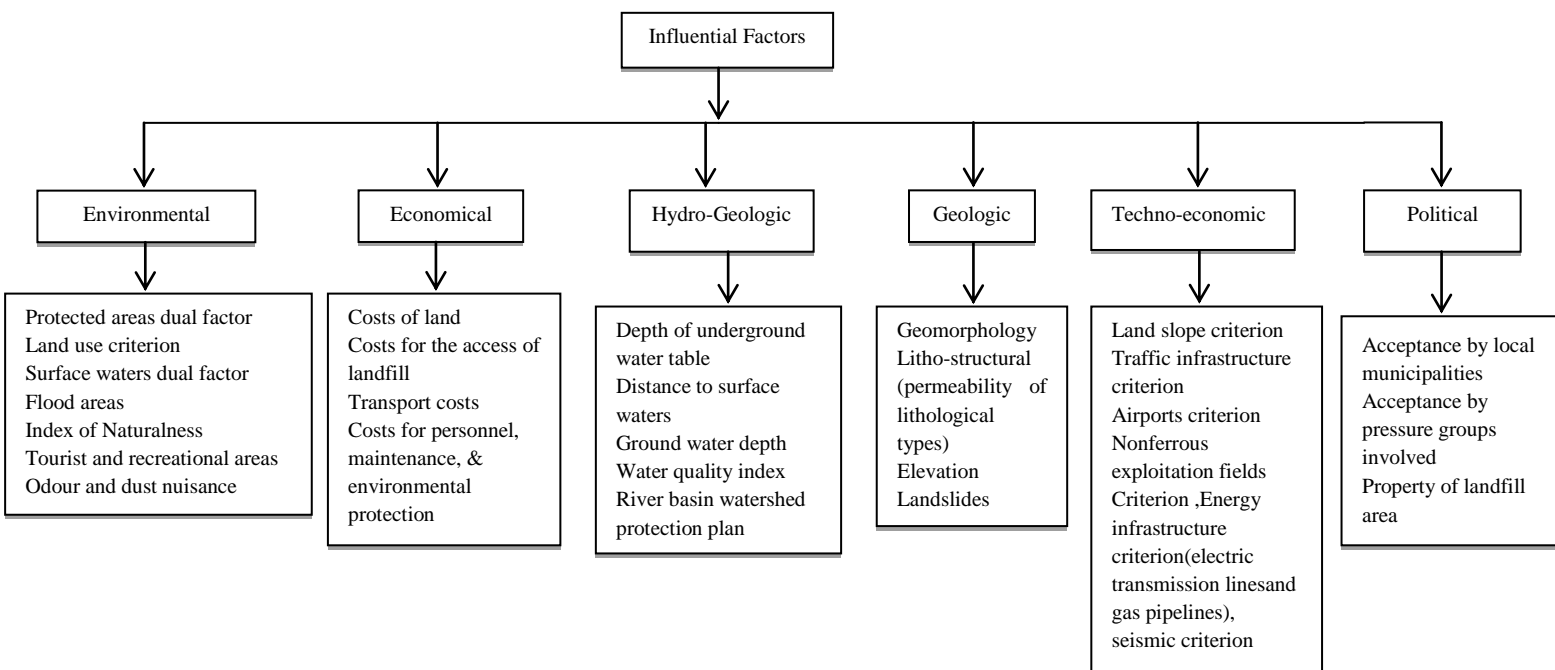 Influential Factors
Environmental
Economical
Hydro-Geologic
Geologic
Techno-economic
Political
Protected areas dual factor
Land use criterion
Surface waters dual factor
Flood areas
Index of Naturalness
Tourist and recreational areas
Odour and dust nuisance
Costs of land
Costs for the access of
landfill
Transport costs
Costs for personnel,
maintenance, &
environmental
protection
Depth of underground
water table
Distance to surface
waters
Ground water depth
Water quality index
River basin watershed
protection plan
Geomorphology
Litho-structural
(permeability of
lithological
types)
Elevation
Landslides
Land slope criterion
Traffic infrastructure
criterion
Airports criterion
Nonferrous
exploitation fields
Criterion ,Energy
infrastructure
criterion(electric
transmission linesand
gas pipelines),
seismic criterion
Acceptance by local
municipalities
Acceptance by
pressure groups
involved
Property of landfill
area